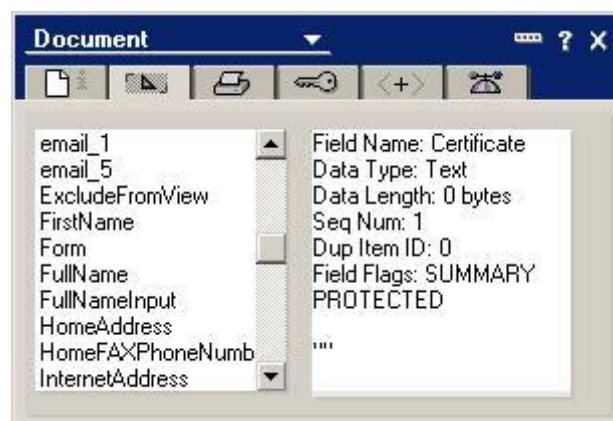 Document
? X
<+>
email_1
email_5
ExcludeFromView
FirstName
Form
FullName
FullNameInput
HomeAddress
HomeFAXPhoneNumb
InternetAddress
Field Name: Certificate
Data Type: Text
Data Length: 0 bytes
Seq Num: 1
Dup Item ID: 0
Field Flags: SUMMARY
PROTECTED
""